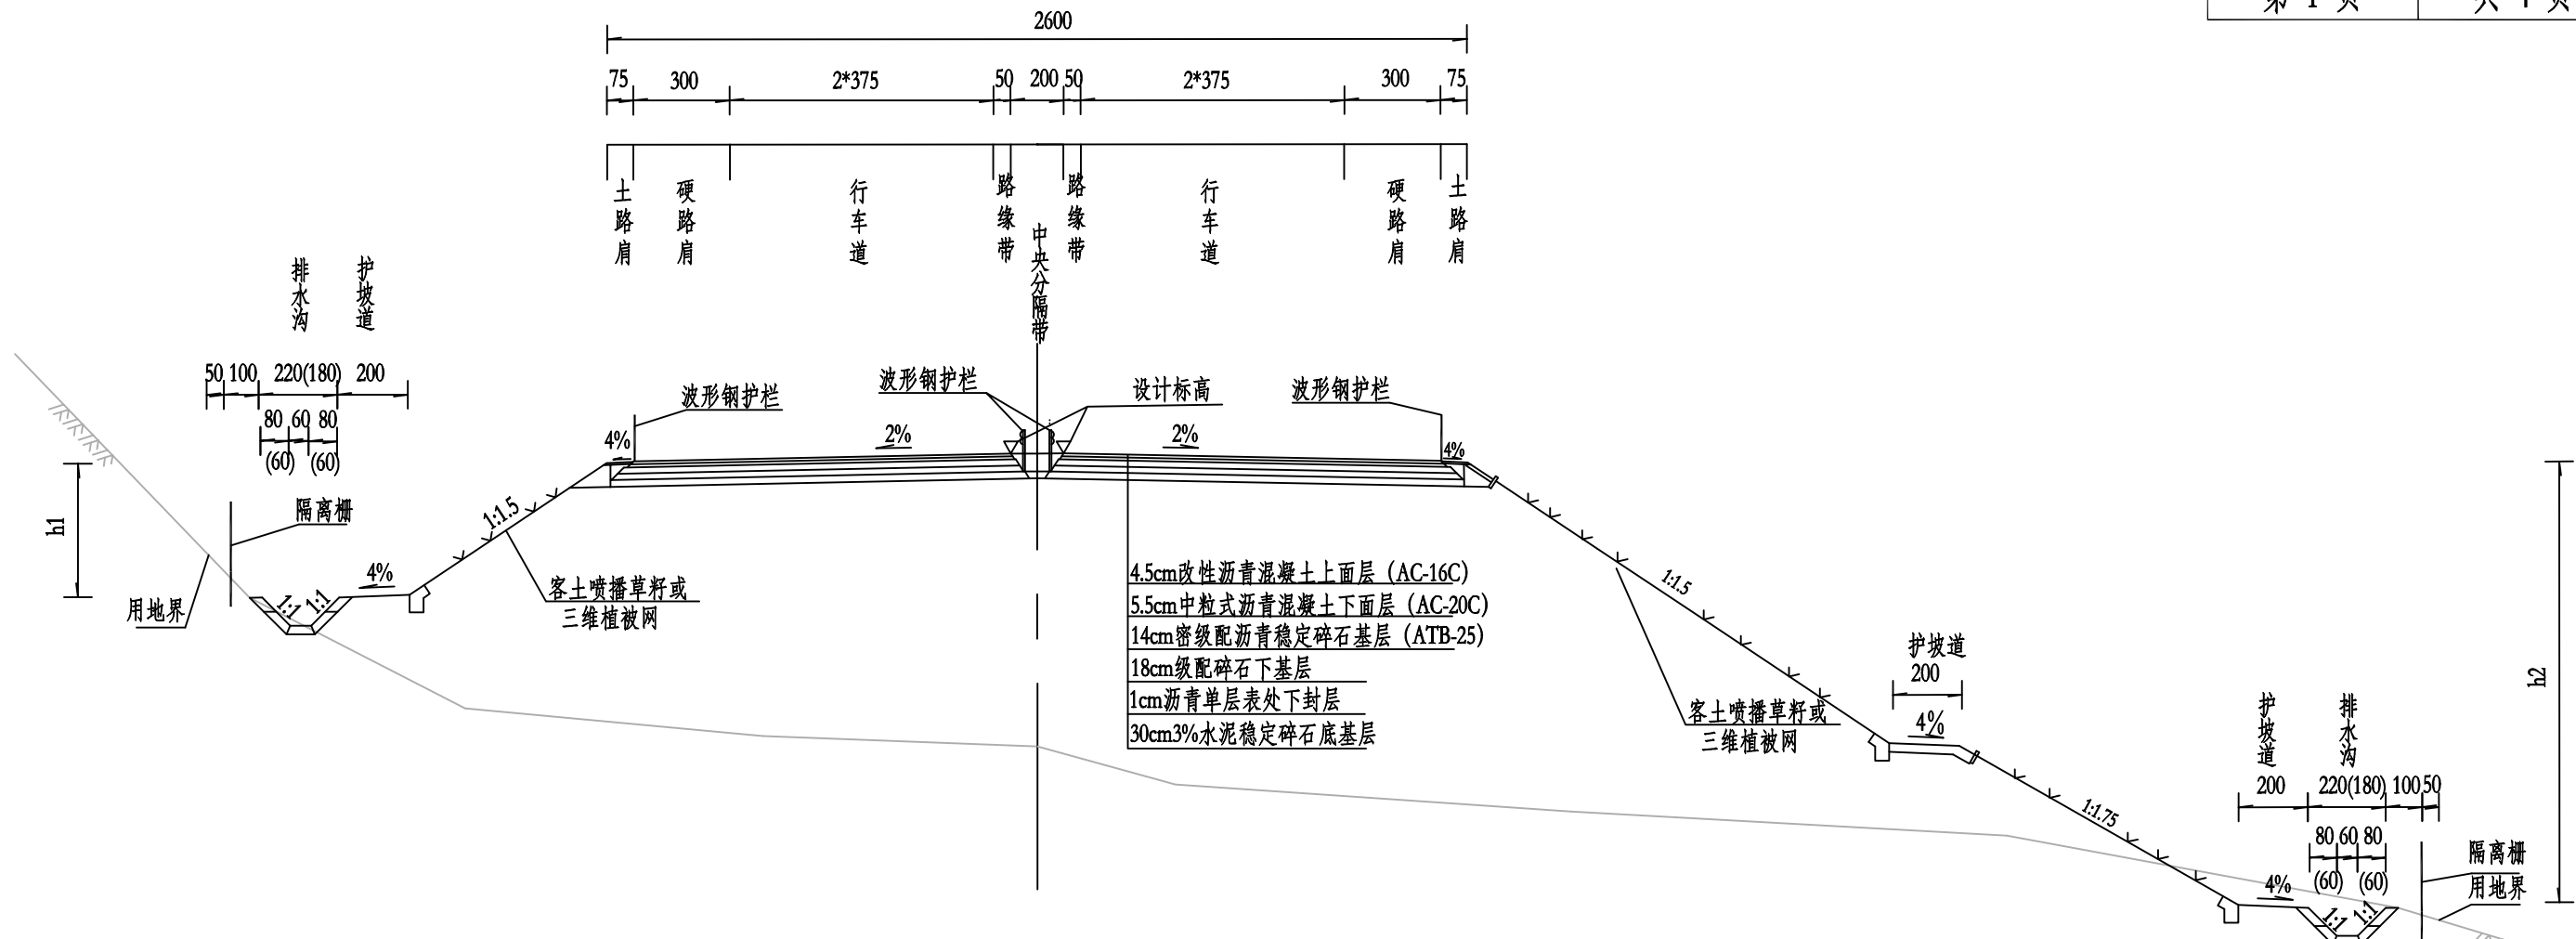 第 1 页
共 1 页
2600
75 300 2*375 50 200 50 2*375 300 75
土路肩
硬路肩
行车道
路缘带
中央分隔带
路缘带
行车道
硬路肩
土路肩
排水沟
护坡道
50 100 220(180) 200
80 60 80
(60) (60)
波形钢护栏
波形钢护栏
设计标高
波形钢护栏
4%
2%
2%
4%
h1
隔离栅
用地界
1:1
1:1
4%
1:1.5
客土喷播草籽或
三维植被网
4.5cm改性沥青混凝土上面层（AC-16C）
5.5cm中粒式沥青混凝土下面层（AC-20C）
14cm密级配沥青稳定碎石基层（ATB-25）
18cm级配碎石下基层
1cm沥青单层表处下封层
30cm3%水泥稳定碎石底基层
1:1.5
客土喷播草籽或
三维植被网
护坡道
200
4%
1:1.75
h2
护坡道
排水沟
200 220(180) 100 50
80 60 80
(60) (60)
4%
1:1
1:1
隔离栅
用地界